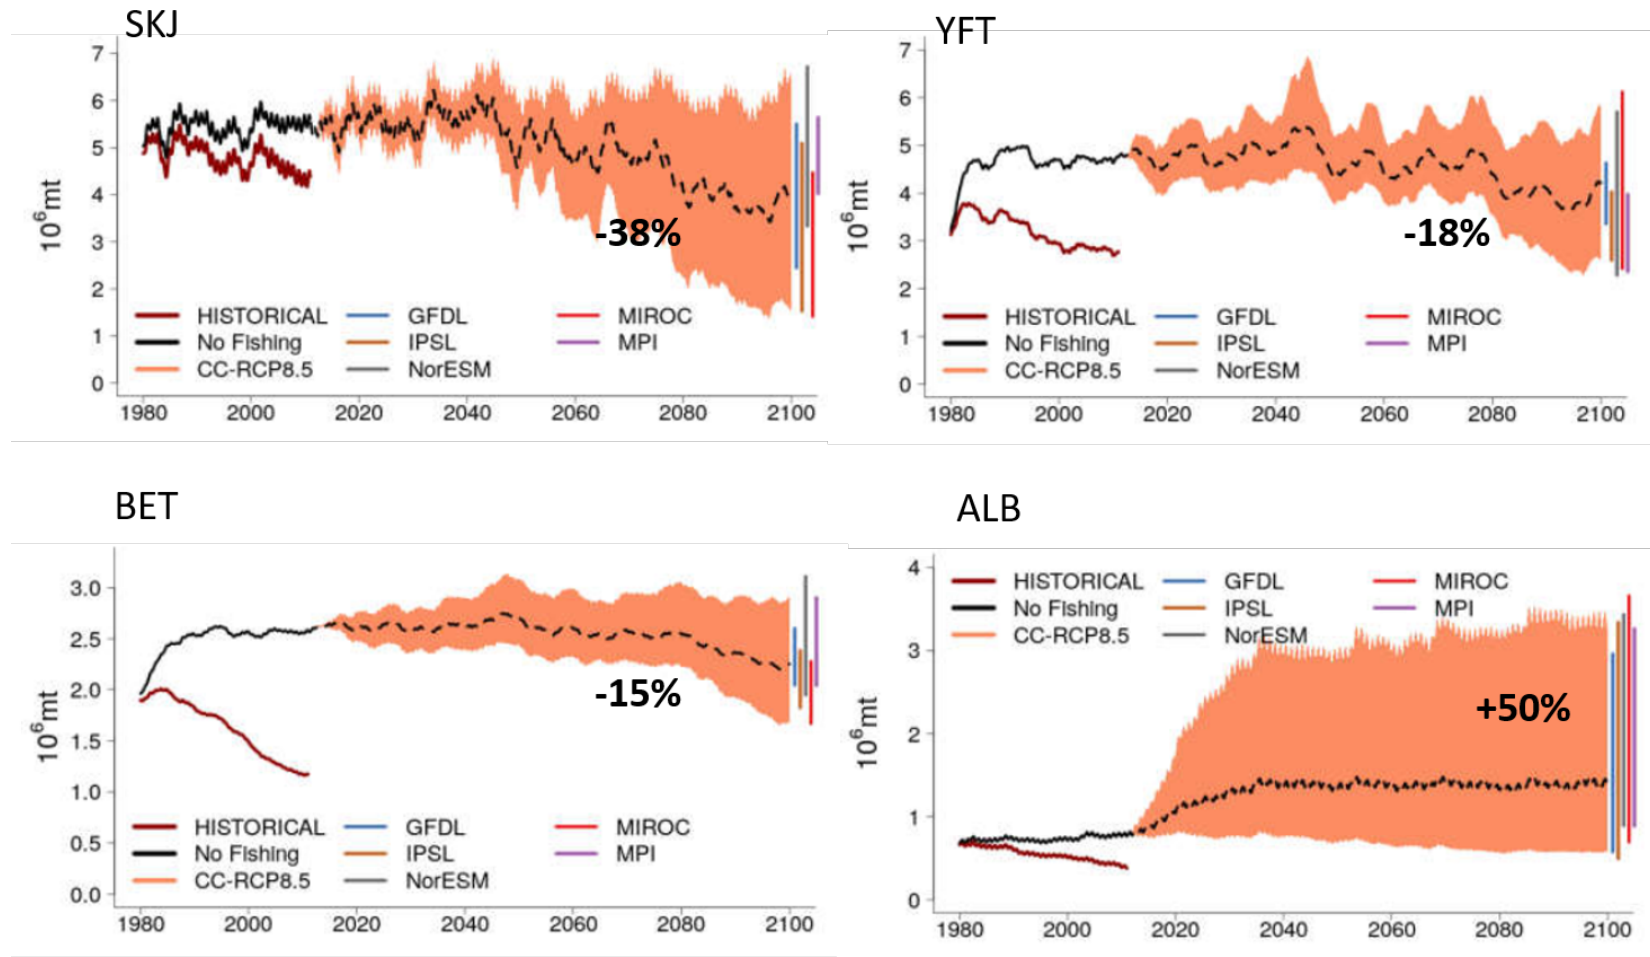 SKJ
7
6
5
4
3
2
1
0
10⁶mt
-38%
HISTORICAL GFDL MIROC
No Fishing IPSL MPI
CC-RCP8.5 NorESM
1980 2000 2020 2040 2060 2080 2100
YFT
7
6
5
4
3
2
1
0
10⁶mt
-18%
HISTORICAL GFDL MIROC
No Fishing IPSL MPI
CC-RCP8.5 NorESM
1980 2000 2020 2040 2060 2080 2100
BET
3.0
2.5
2.0
1.5
1.0
0.5
0.0
10⁶mt
-15%
HISTORICAL GFDL MIROC
No Fishing IPSL MPI
CC-RCP8.5 NorESM
1980 2000 2020 2040 2060 2080 2100
ALB
4
3
2
1
0
10⁶mt
HISTORICAL GFDL MIROC
No Fishing IPSL MPI
CC-RCP8.5 NorESM
+50%
1980 2000 2020 2040 2060 2080 2100